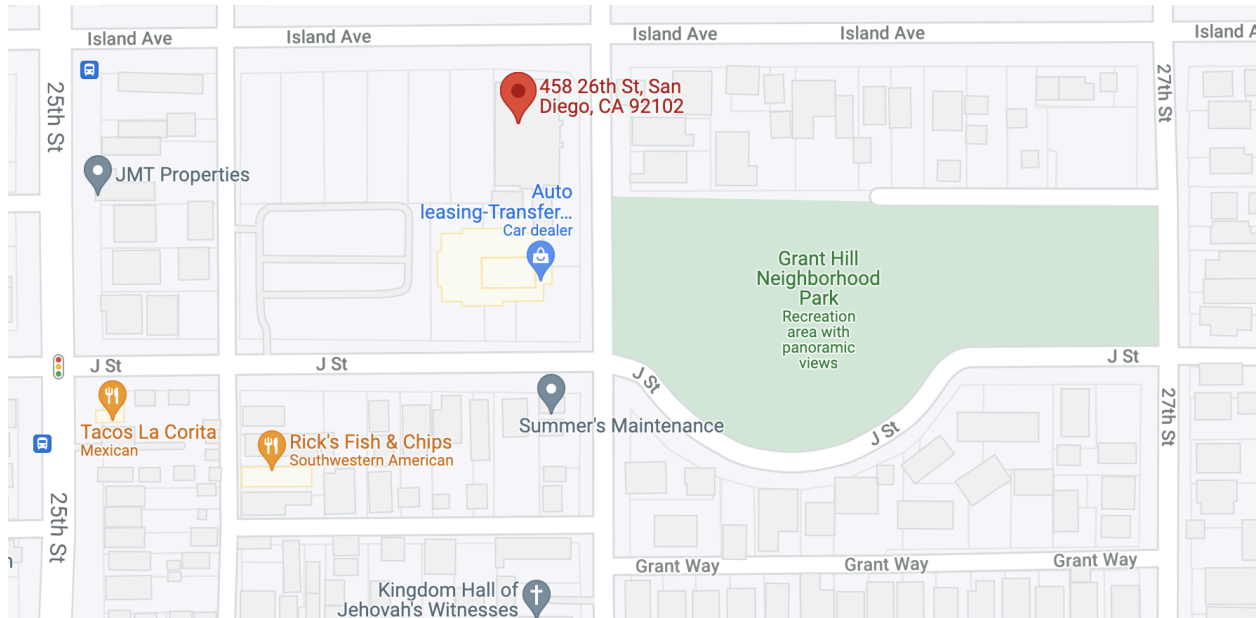 Island Ave
Island Ave
Island Ave
Island Ave
Island A
25th St
27th St
458 26th St, San
Diego, CA 92102
JMT Properties
Auto
leasing-Transfer...
Car dealer
Grant Hill
Neighborhood
Park
Recreation
area with
panoramic
views
J St
J St
J St
J St
J St
27th St
Tacos La Corita
Mexican
Rick's Fish & Chips
Southwestern American
Summer's Maintenance
25th St
Grant Way
Grant Way
Grant Way
Kingdom Hall of
Jehovah's Witnesses